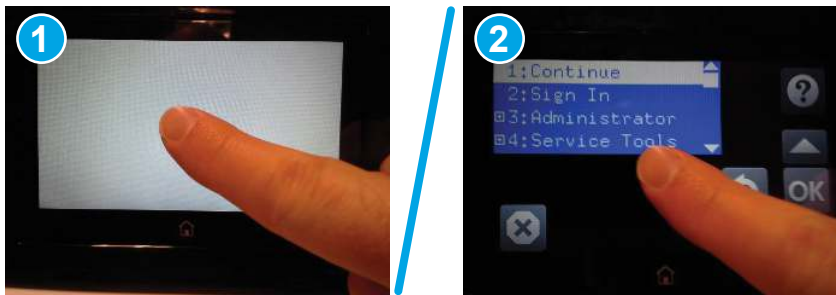 1
2
1:Continue
2:Sign In
3:Administrator
4:Service Tools
?
OK